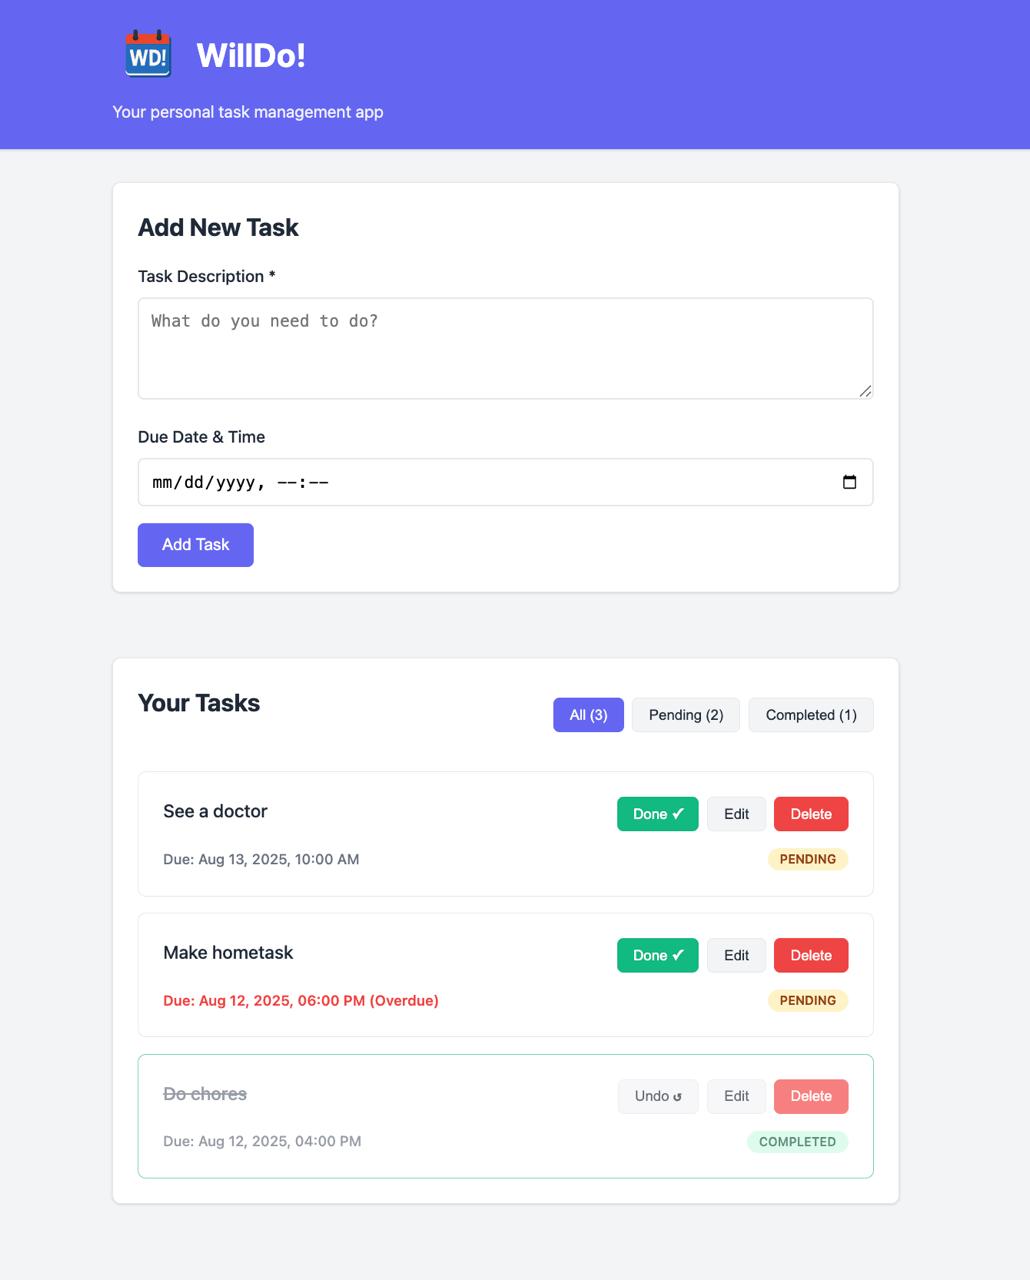 WD! WillDo!
Your personal task management app
Add New Task
Task Description *
What do you need to do?
Due Date & Time
mm/dd/yyyy, --:--
Add Task
Your Tasks
All (3) Pending (2) Completed (1)
See a doctor
Done ✓ Edit Delete
Due: Aug 13, 2025, 10:00 AM
PENDING
Make hometask
Done ✓ Edit Delete
Due: Aug 12, 2025, 06:00 PM (Overdue)
PENDING
Do chores
Undo ↺ Edit Delete
Due: Aug 12, 2025, 04:00 PM
COMPLETED